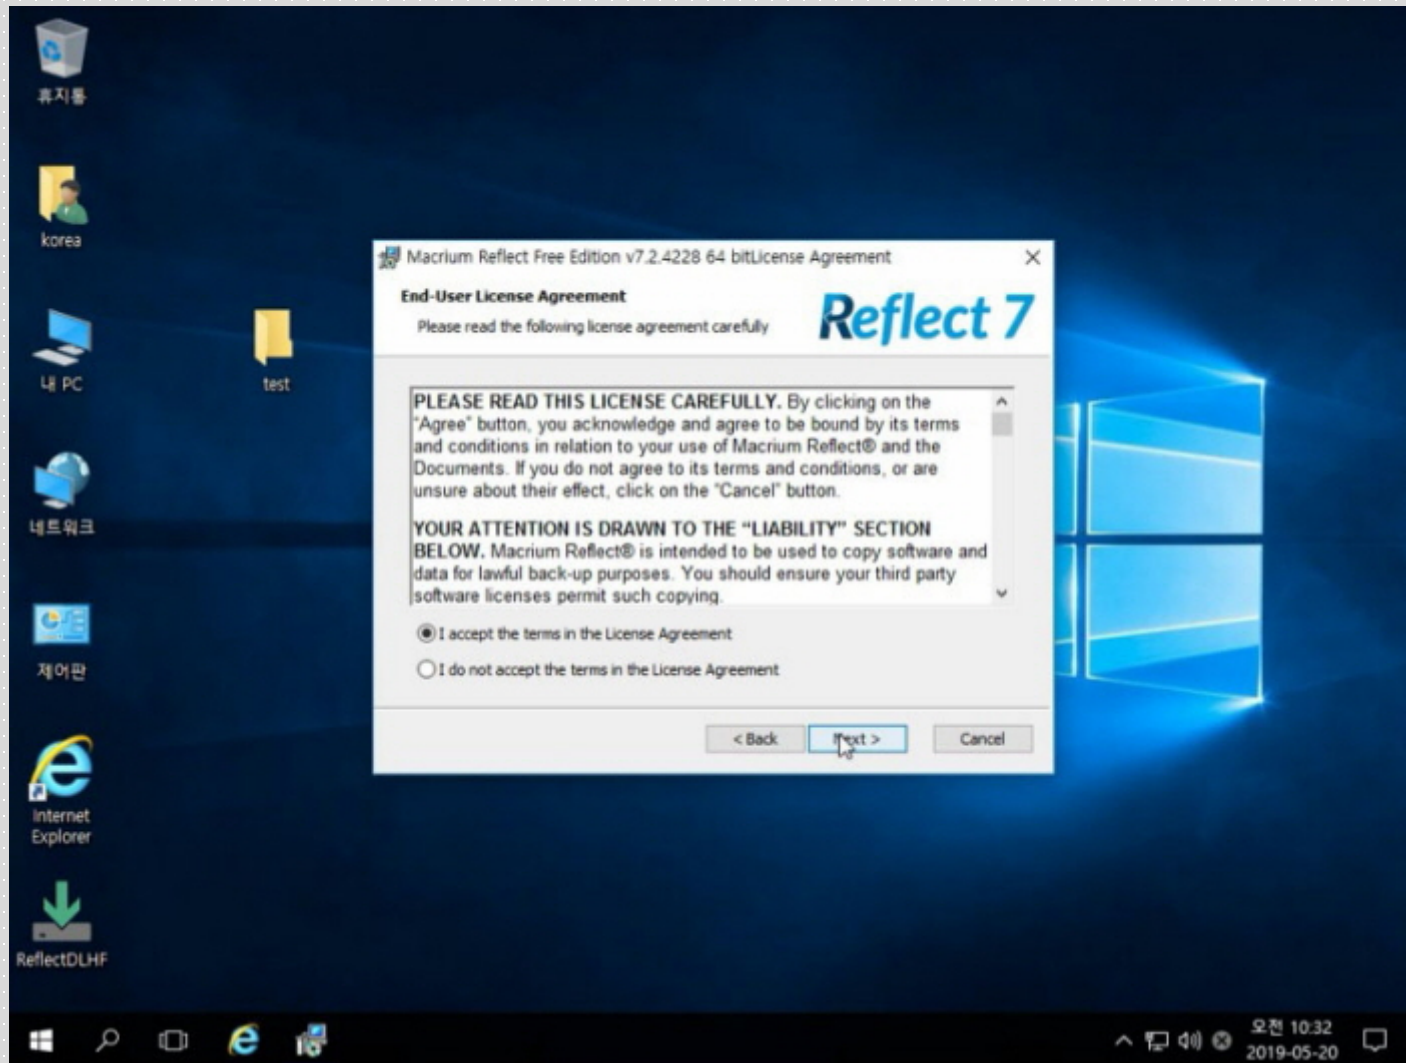 휴지통
korea
내 PC
test
네트워크
제어판
Internet
Explorer
ReflectDLHF
Macrium Reflect Free Edition v7.2.4228 64 bitLicense Agreement
End-User License Agreement
Please read the following license agreement carefully
Reflect 7
PLEASE READ THIS LICENSE CAREFULLY. By clicking on the
"Agree" button, you acknowledge and agree to be bound by its terms
and conditions in relation to your use of Macrium Reflect® and the
Documents. If you do not agree to its terms and conditions, or are
unsure about their effect, click on the "Cancel" button.
YOUR ATTENTION IS DRAWN TO THE “LIABILITY” SECTION
BELOW. Macrium Reflect® is intended to be used to copy software and
data for lawful back-up purposes. You should ensure your third party
software licenses permit such copying.
I accept the terms in the License Agreement
I do not accept the terms in the License Agreement
< Back
Next >
Cancel
오전 10:32
2019-05-20